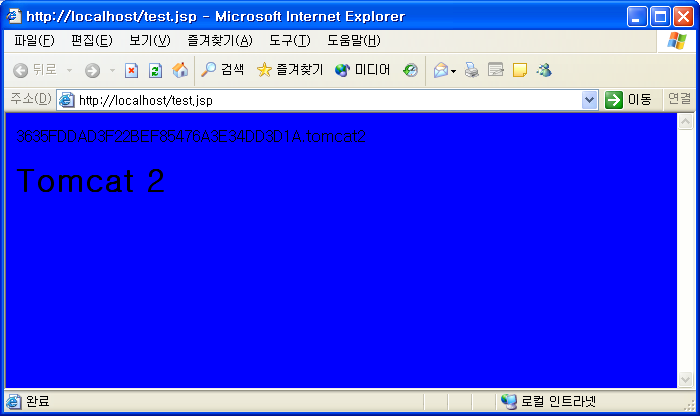 http://localhost/test.jsp - Microsoft Internet Explorer
파일(F) 편집(E) 보기(V) 즐겨찾기(A) 도구(T) 도움말(H)
뒤로 검색 즐겨찾기 미디어
주소(D) http://localhost/test.jsp 이동 연결
Tomcat 2
완료 로컬 인트라넷